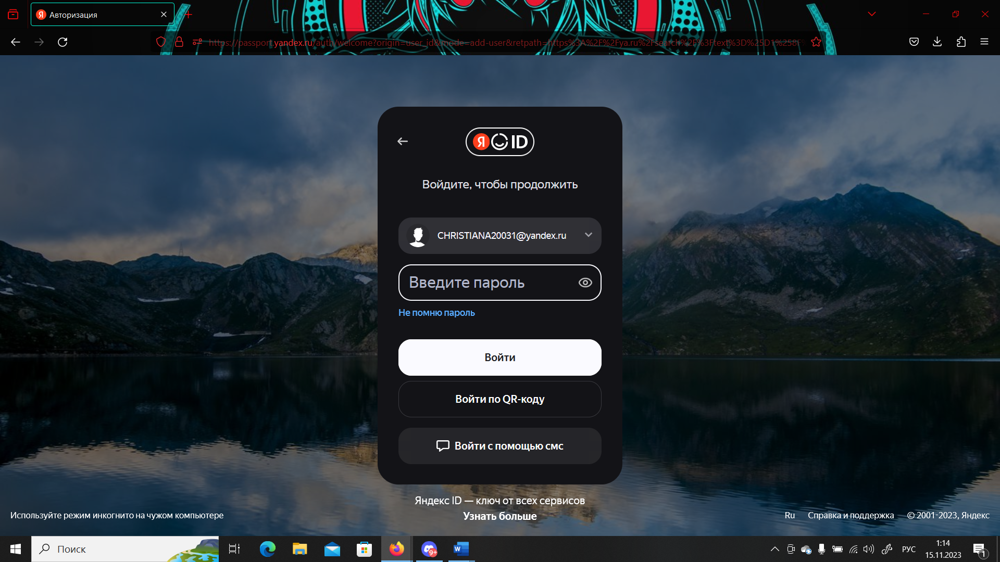 Авторизация
https://passport.yandex.ru/auth/welcome?origin=user_id&mode=add-user&retpath=https%3A%2F%2Fya.ru%2Fsearch%2F%3Ftext%3D%25D1%258F
Я ID
Войдите, чтобы продолжить
CHRISTIANA20031@yandex.ru
Введите пароль
Не помню пароль
Войти
Войти по QR-коду
Войти с помощью смс
Яндекс ID — ключ от всех сервисов
Узнать больше
Используйте режим инкогнито на чужом компьютере
Ru Справка и поддержка © 2001-2023, Яндекс
Поиск
9+
W
РУС
1:14
15.11.2023
1